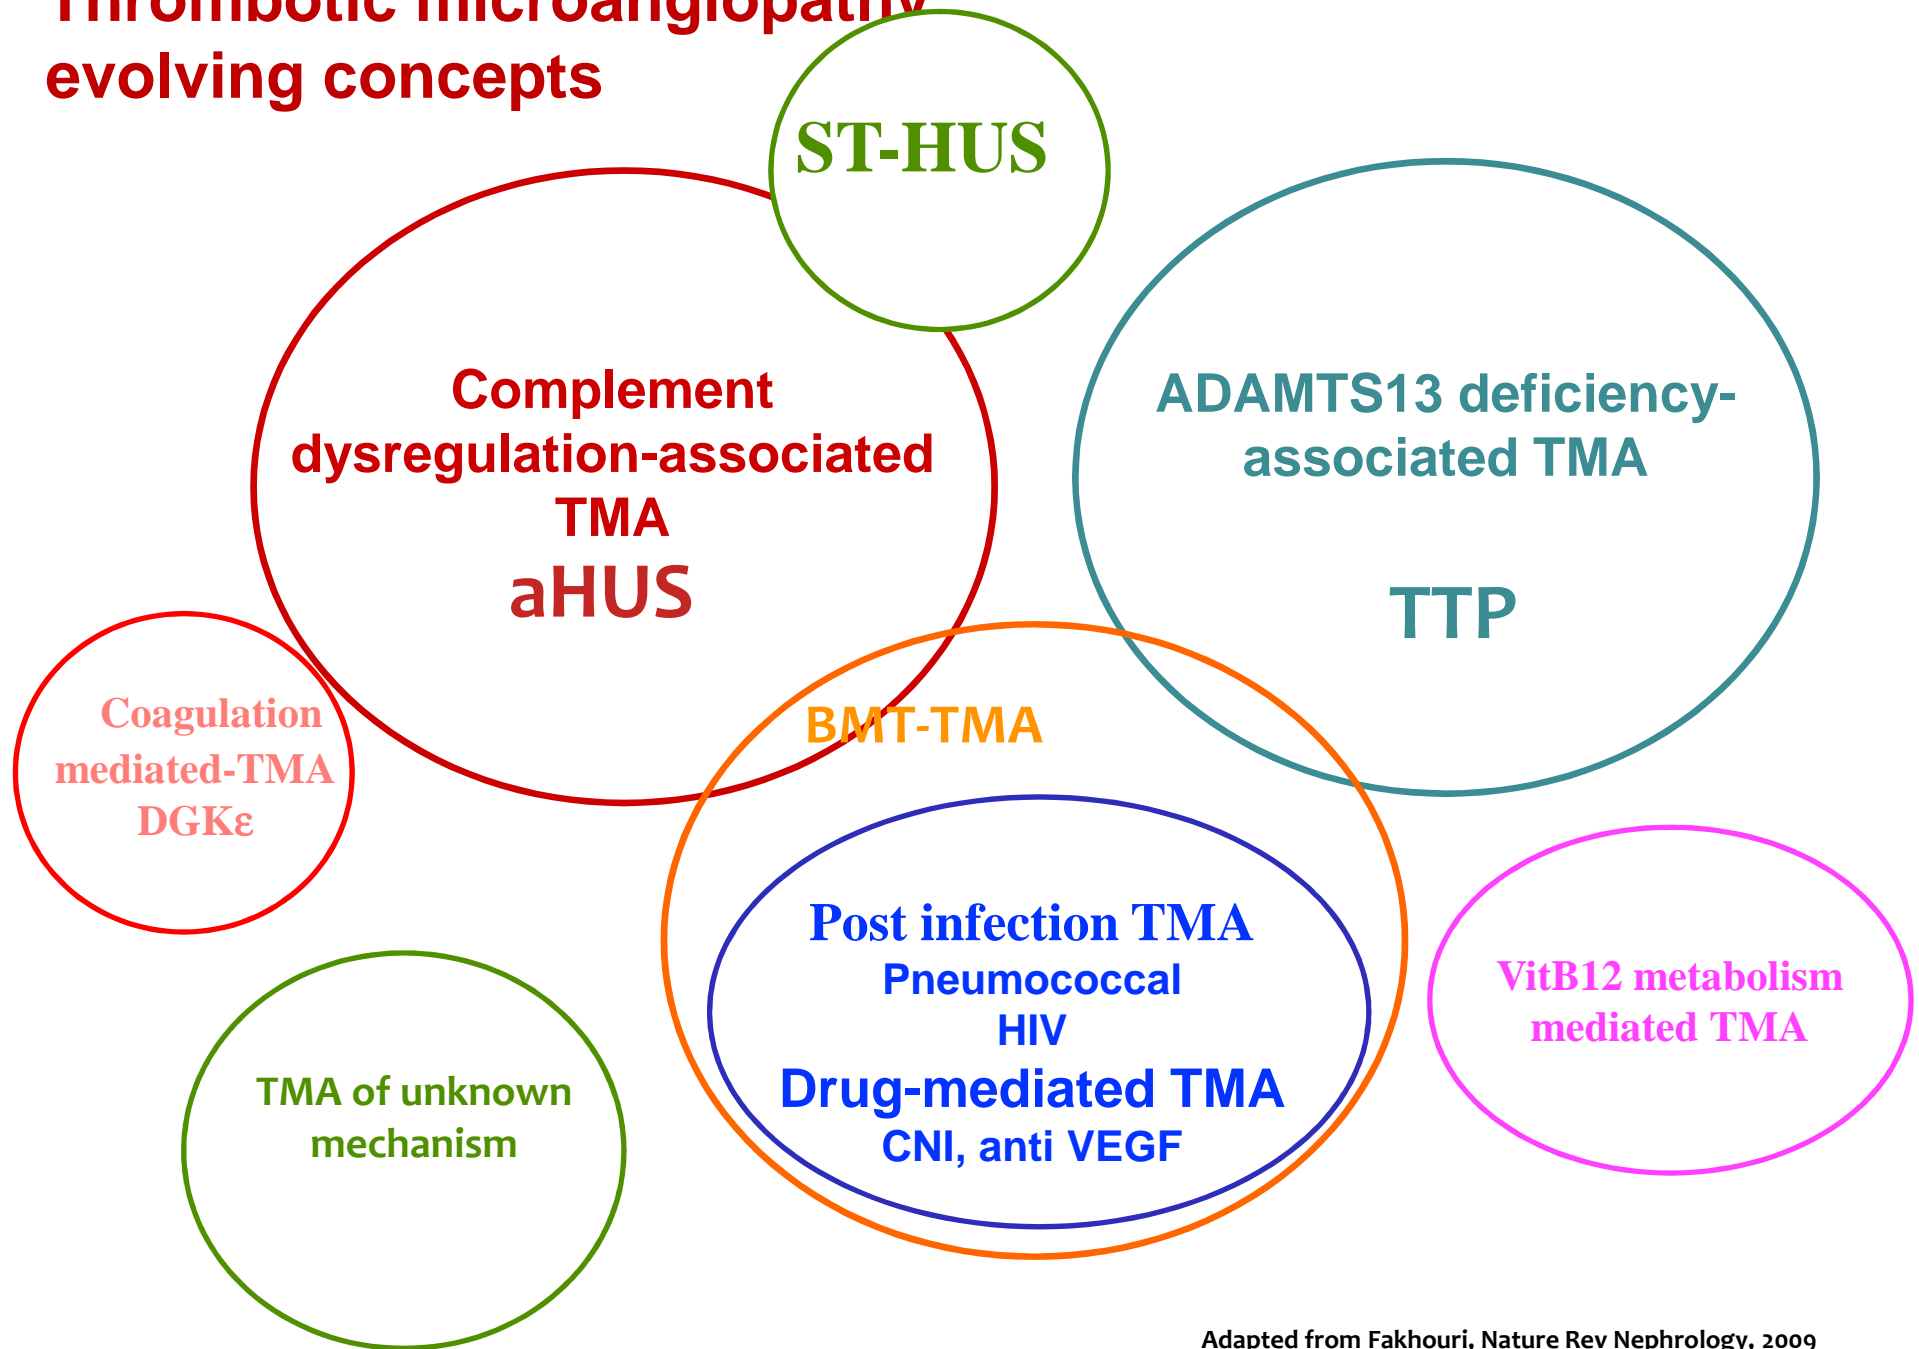 Thrombotic microangiopathy
evolving concepts
ST-HUS
Complement
dysregulation-associated
TMA
aHUS
ADAMTS13 deficiency-
associated TMA
TTP
Coagulation
mediated-TMA
DGKε
BMT-TMA
Post infection TMA
Pneumococcal
HIV
Drug-mediated TMA
CNI, anti VEGF
VitB12 metabolism
mediated TMA
TMA of unknown
mechanism
Adapted from Fakhouri, Nature Rev Nephrology, 2009